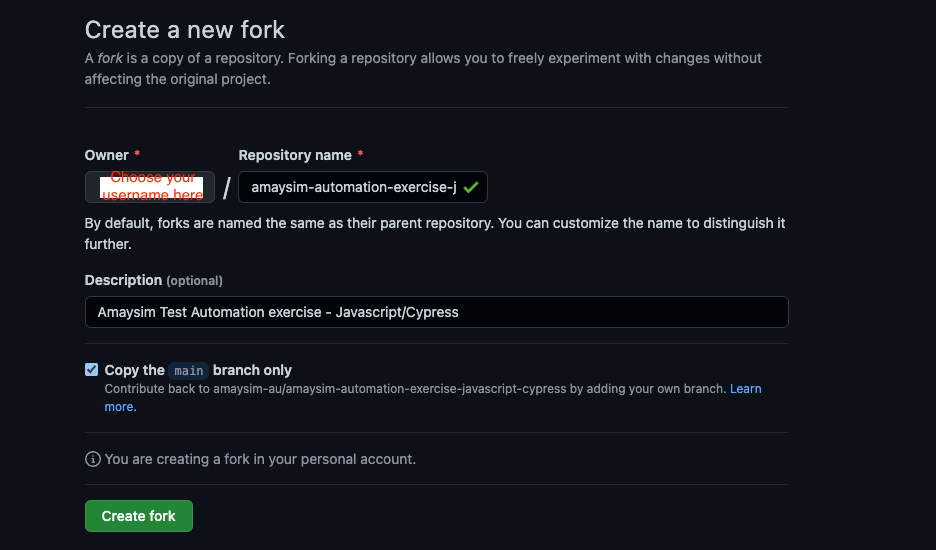 Create a new fork
A fork is a copy of a repository. Forking a repository allows you to freely experiment with changes without
affecting the original project.
Owner *
Repository name *
Choose your
username here
/
amaysim-automation-exercise-j
By default, forks are named the same as their parent repository. You can customize the name to distinguish it
further.
Description (optional)
Amaysim Test Automation exercise - Javascript/Cypress
Copy the main branch only
Contribute back to amaysim-au/amaysim-automation-exercise-javascript-cypress by adding your own branch. Learn
more.
You are creating a fork in your personal account.
Create fork